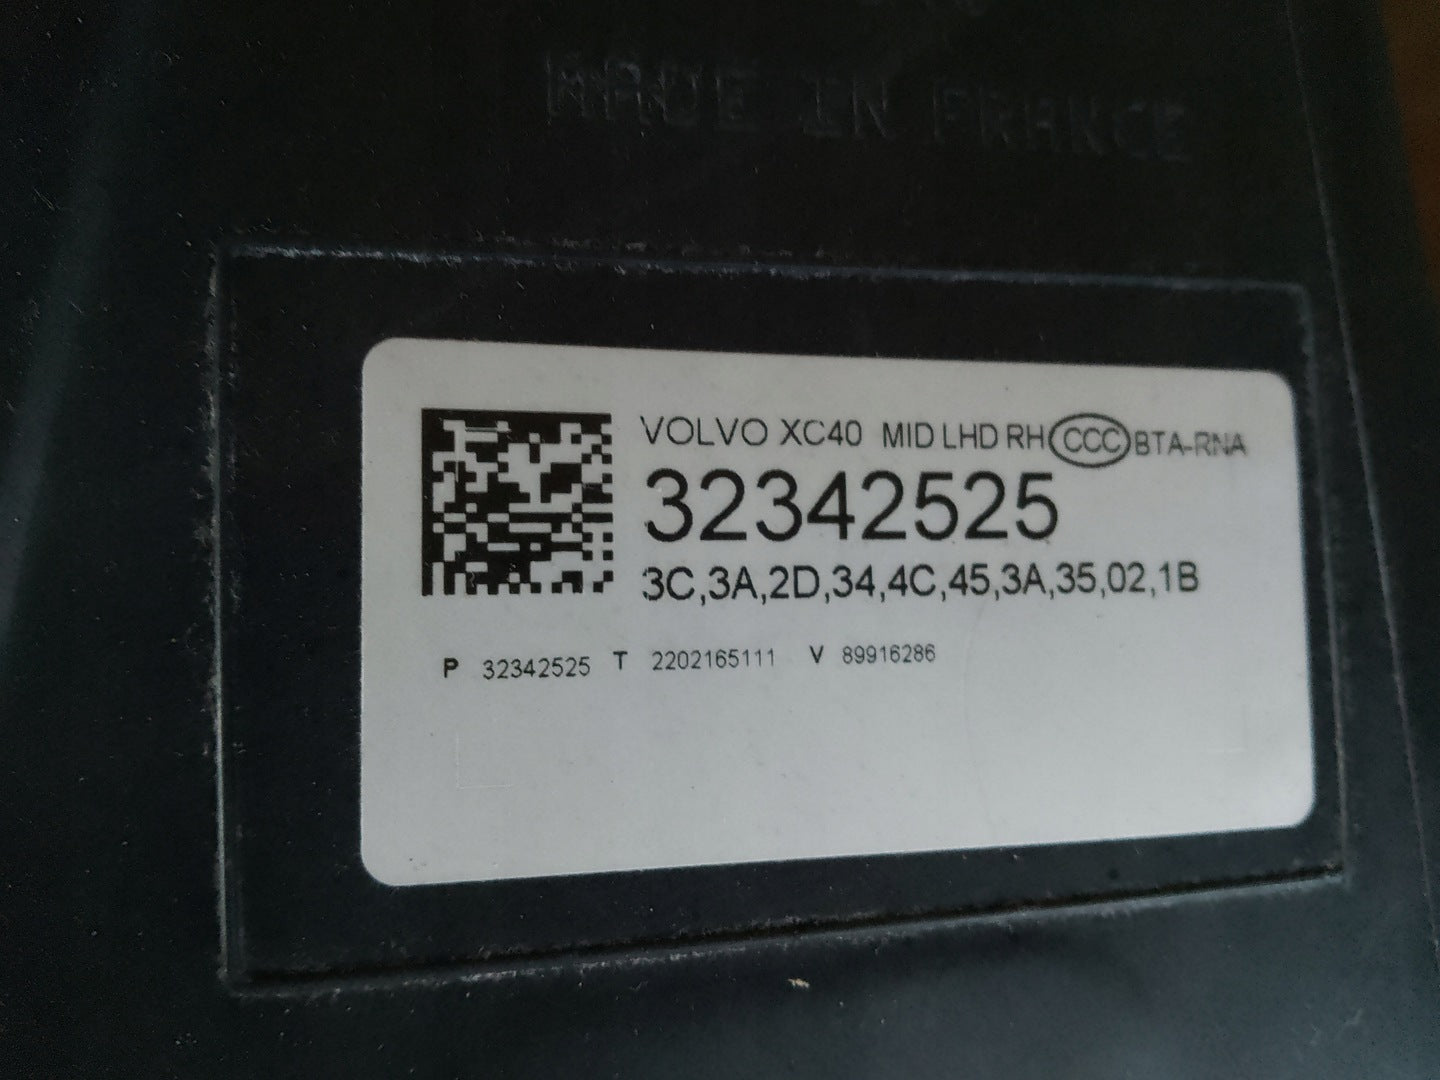 MADE IN FRANCE
VOLVO XC40 MID LHD RH CCC BTA-RNA
32342525
3C,3A,2D,34,4C,45,3A,35,02,1B
P 32342525 T 2202165111 V 89916286